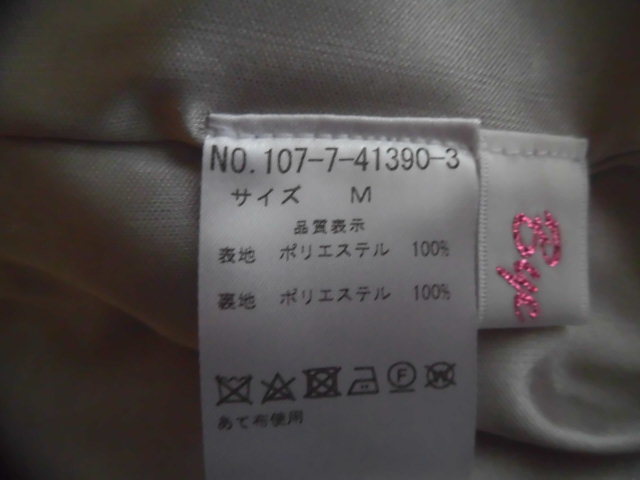 NO.107-7-41390-3
サイズ M
品質表示
表地 ポリエステル 100%
裏地 ポリエステル 100%
F W
あて布使用
Bye